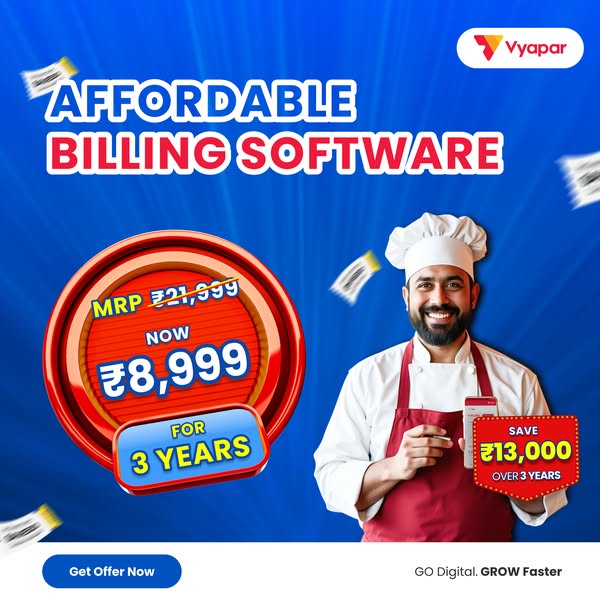 Vyapar
AFFORDABLE
BILLING SOFTWARE
MRP ₹21,999
NOW
₹8,999
FOR
3 YEARS
SAVE
₹13,000
OVER 3 YEARS
Get Offer Now
GO Digital. GROW Faster